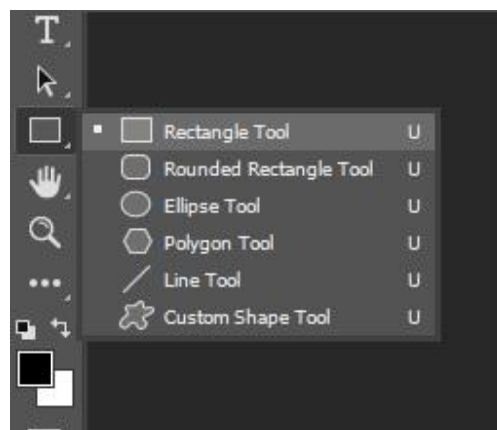 T
Rectangle Tool U
Rounded Rectangle Tool U
Ellipse Tool U
Polygon Tool U
Line Tool U
Custom Shape Tool U